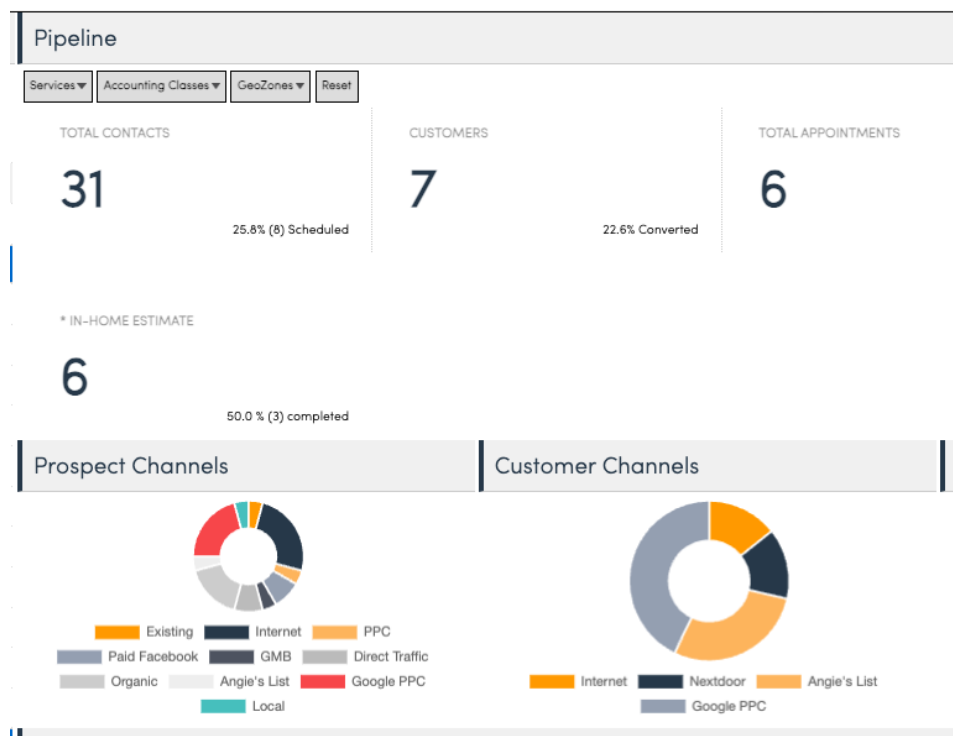 Pipeline
Services▼ Accounting Classes▼ GeoZones▼ Reset
TOTAL CONTACTS CUSTOMERS TOTAL APPOINTMENTS
31 7 6
25.8% (8) Scheduled 22.6% Converted
* IN-HOME ESTIMATE
6
50.0 % (3) completed
Prospect Channels Customer Channels
Existing Internet PPC
Paid Facebook GMB Direct Traffic
Organic Angie's List Google PPC
Local
Internet Nextdoor Angie's List
Google PPC